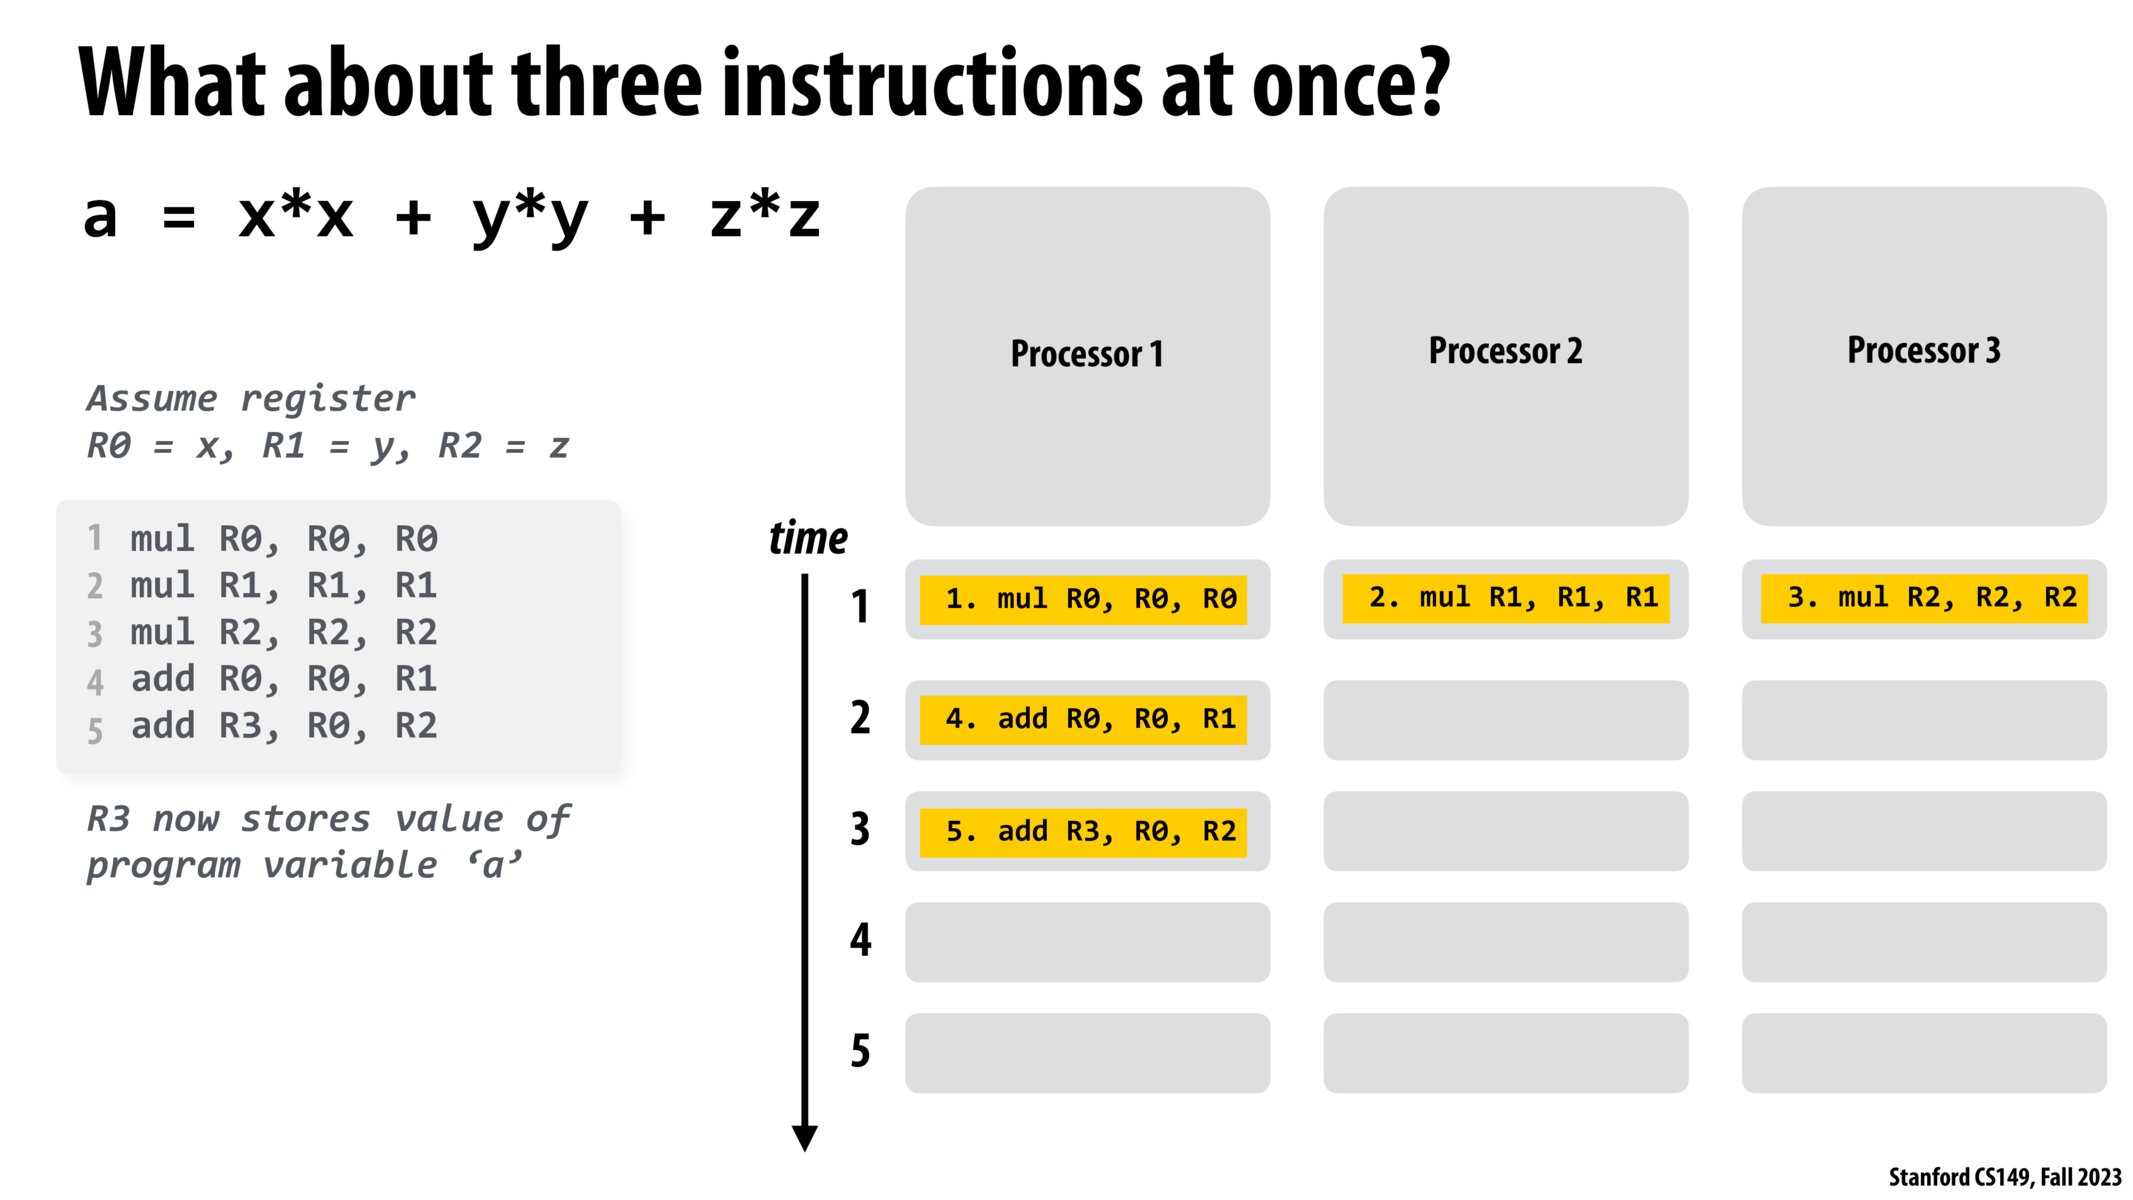 What about three instructions at once?
a = x*x + y*y + z*z
Assume register
R0 = x, R1 = y, R2 = z
1 mul R0, R0, R0
2 mul R1, R1, R1
3 mul R2, R2, R2
4 add R0, R0, R1
5 add R3, R0, R2
R3 now stores value of
program variable ‘a’
Processor 1
Processor 2
Processor 3
time
1
1. mul R0, R0, R0
2. mul R1, R1, R1
3. mul R2, R2, R2
2
4. add R0, R0, R1
3
5. add R3, R0, R2
4
5
Stanford CS149, Fall 2023